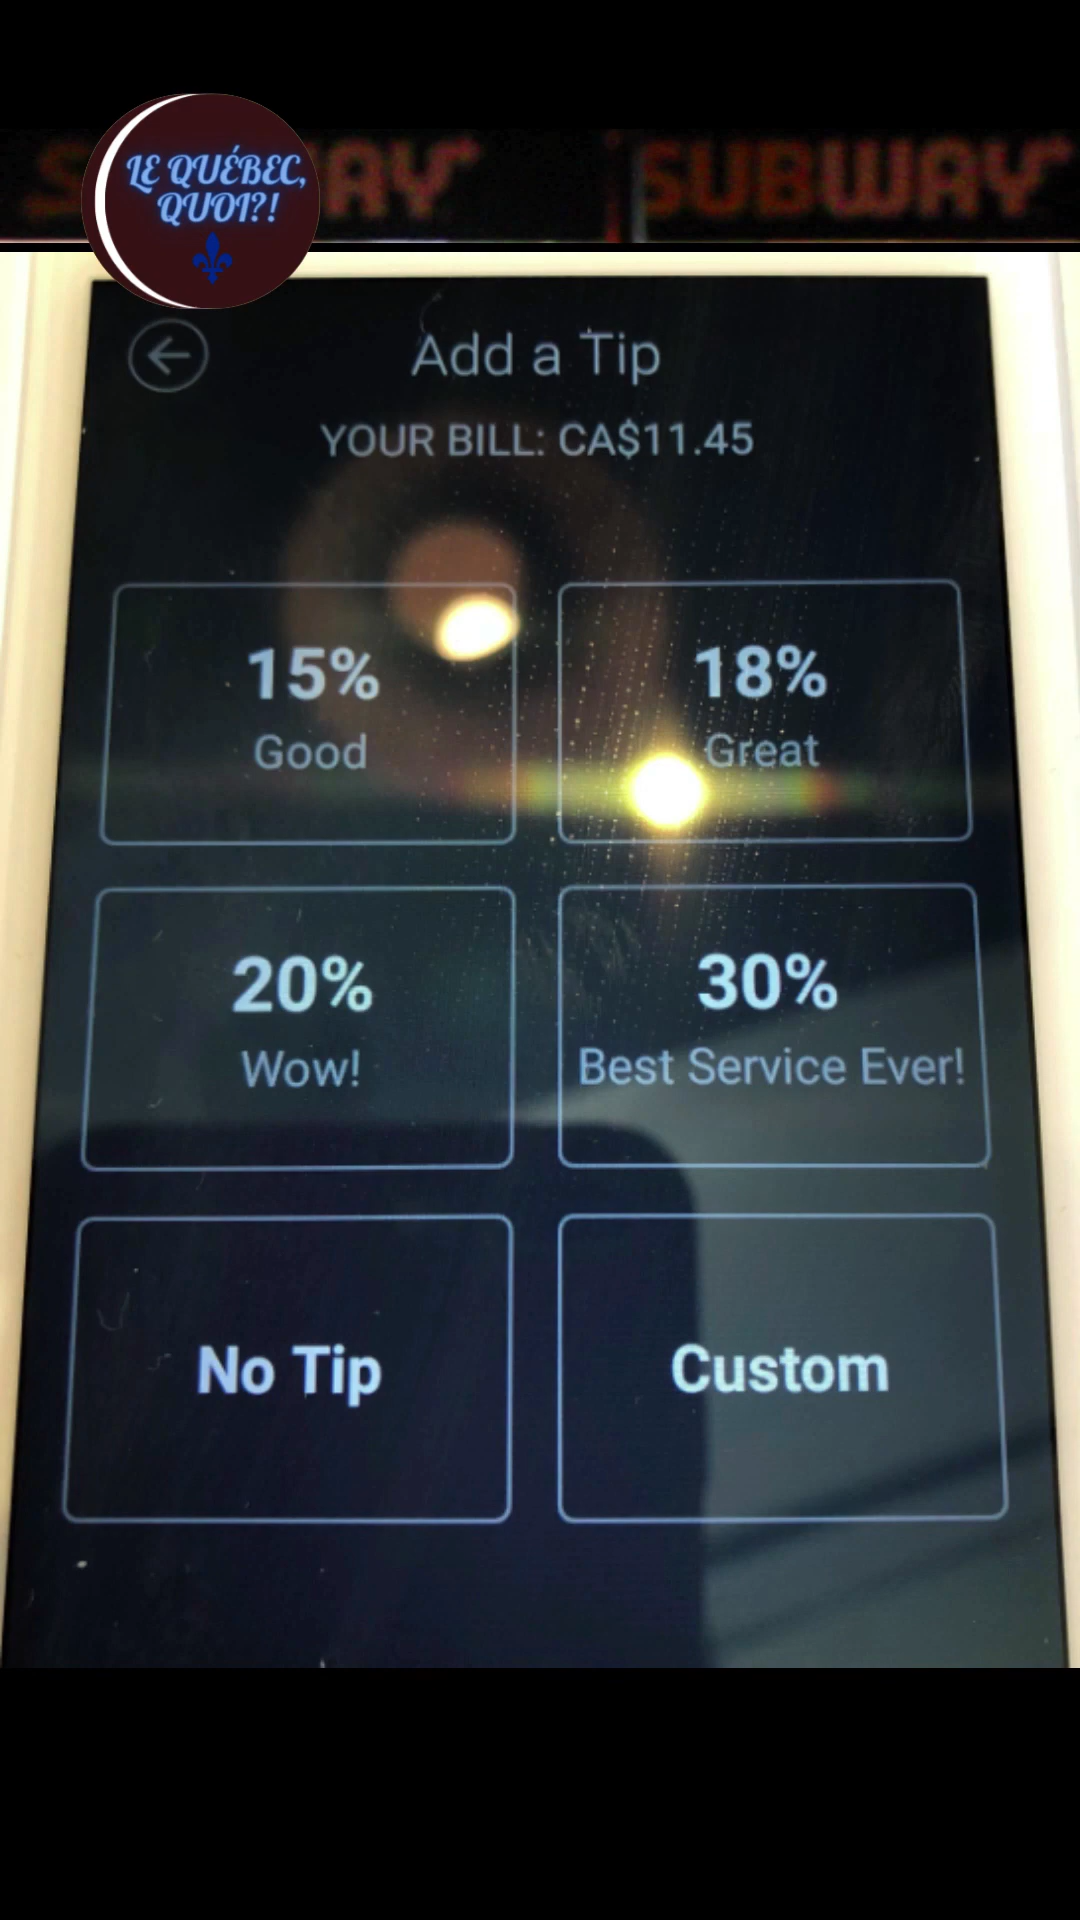 SUBWAY
LE QUÉBEC,
QUOI?!
Add a Tip
YOUR BILL: CA$11.45
15%
Good
18%
Great
20%
Wow!
30%
Best Service Ever!
No Tip
Custom